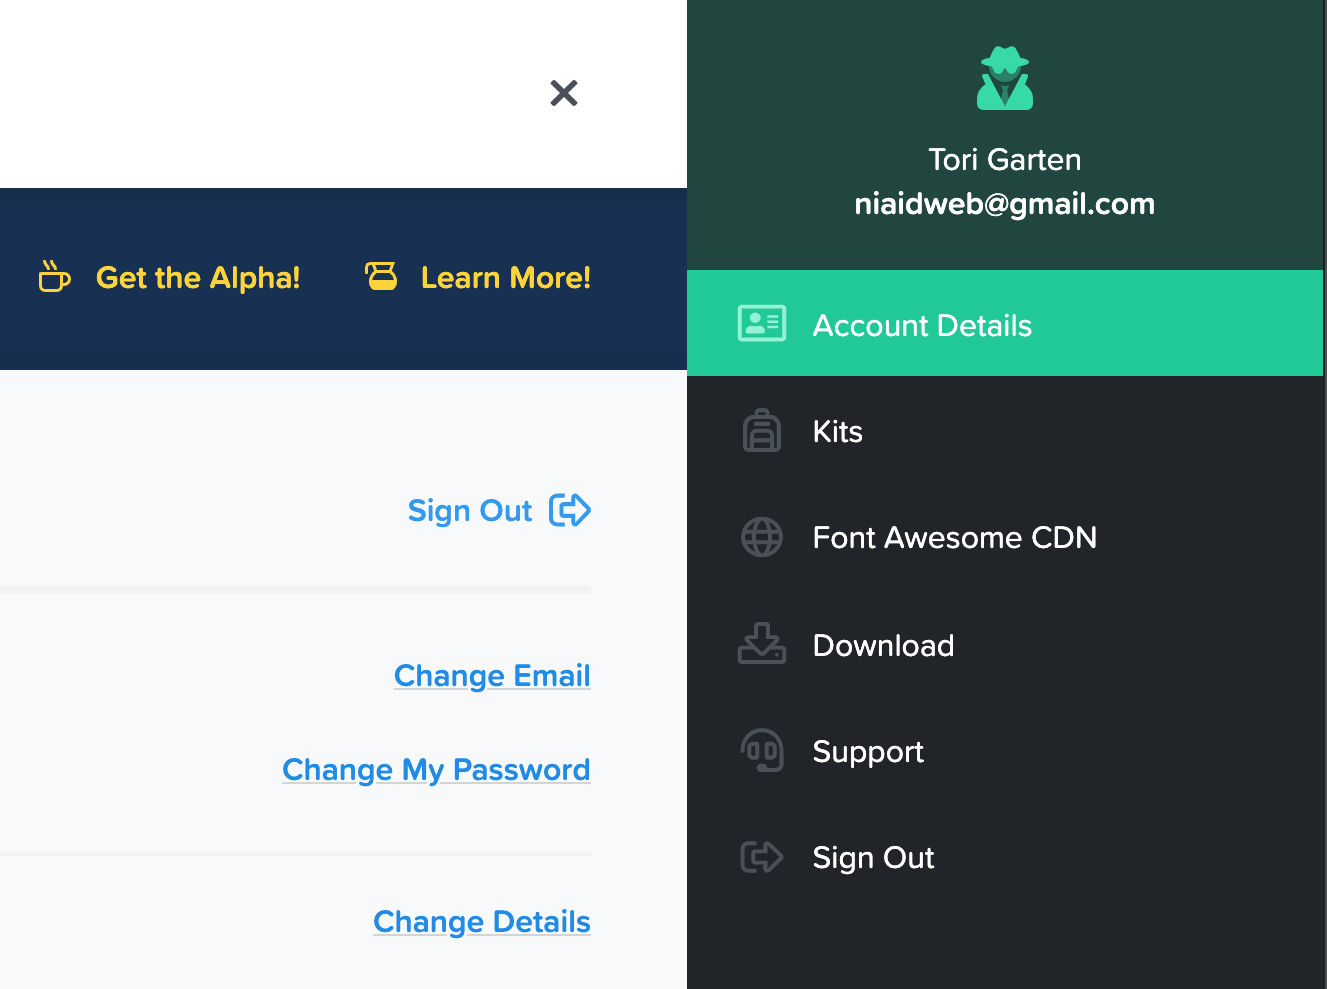 Get the Alpha!
Learn More!
Sign Out
Change Email
Change My Password
Change Details
Tori Garten
niaidweb@gmail.com
Account Details
Kits
Font Awesome CDN
Download
Support
Sign Out